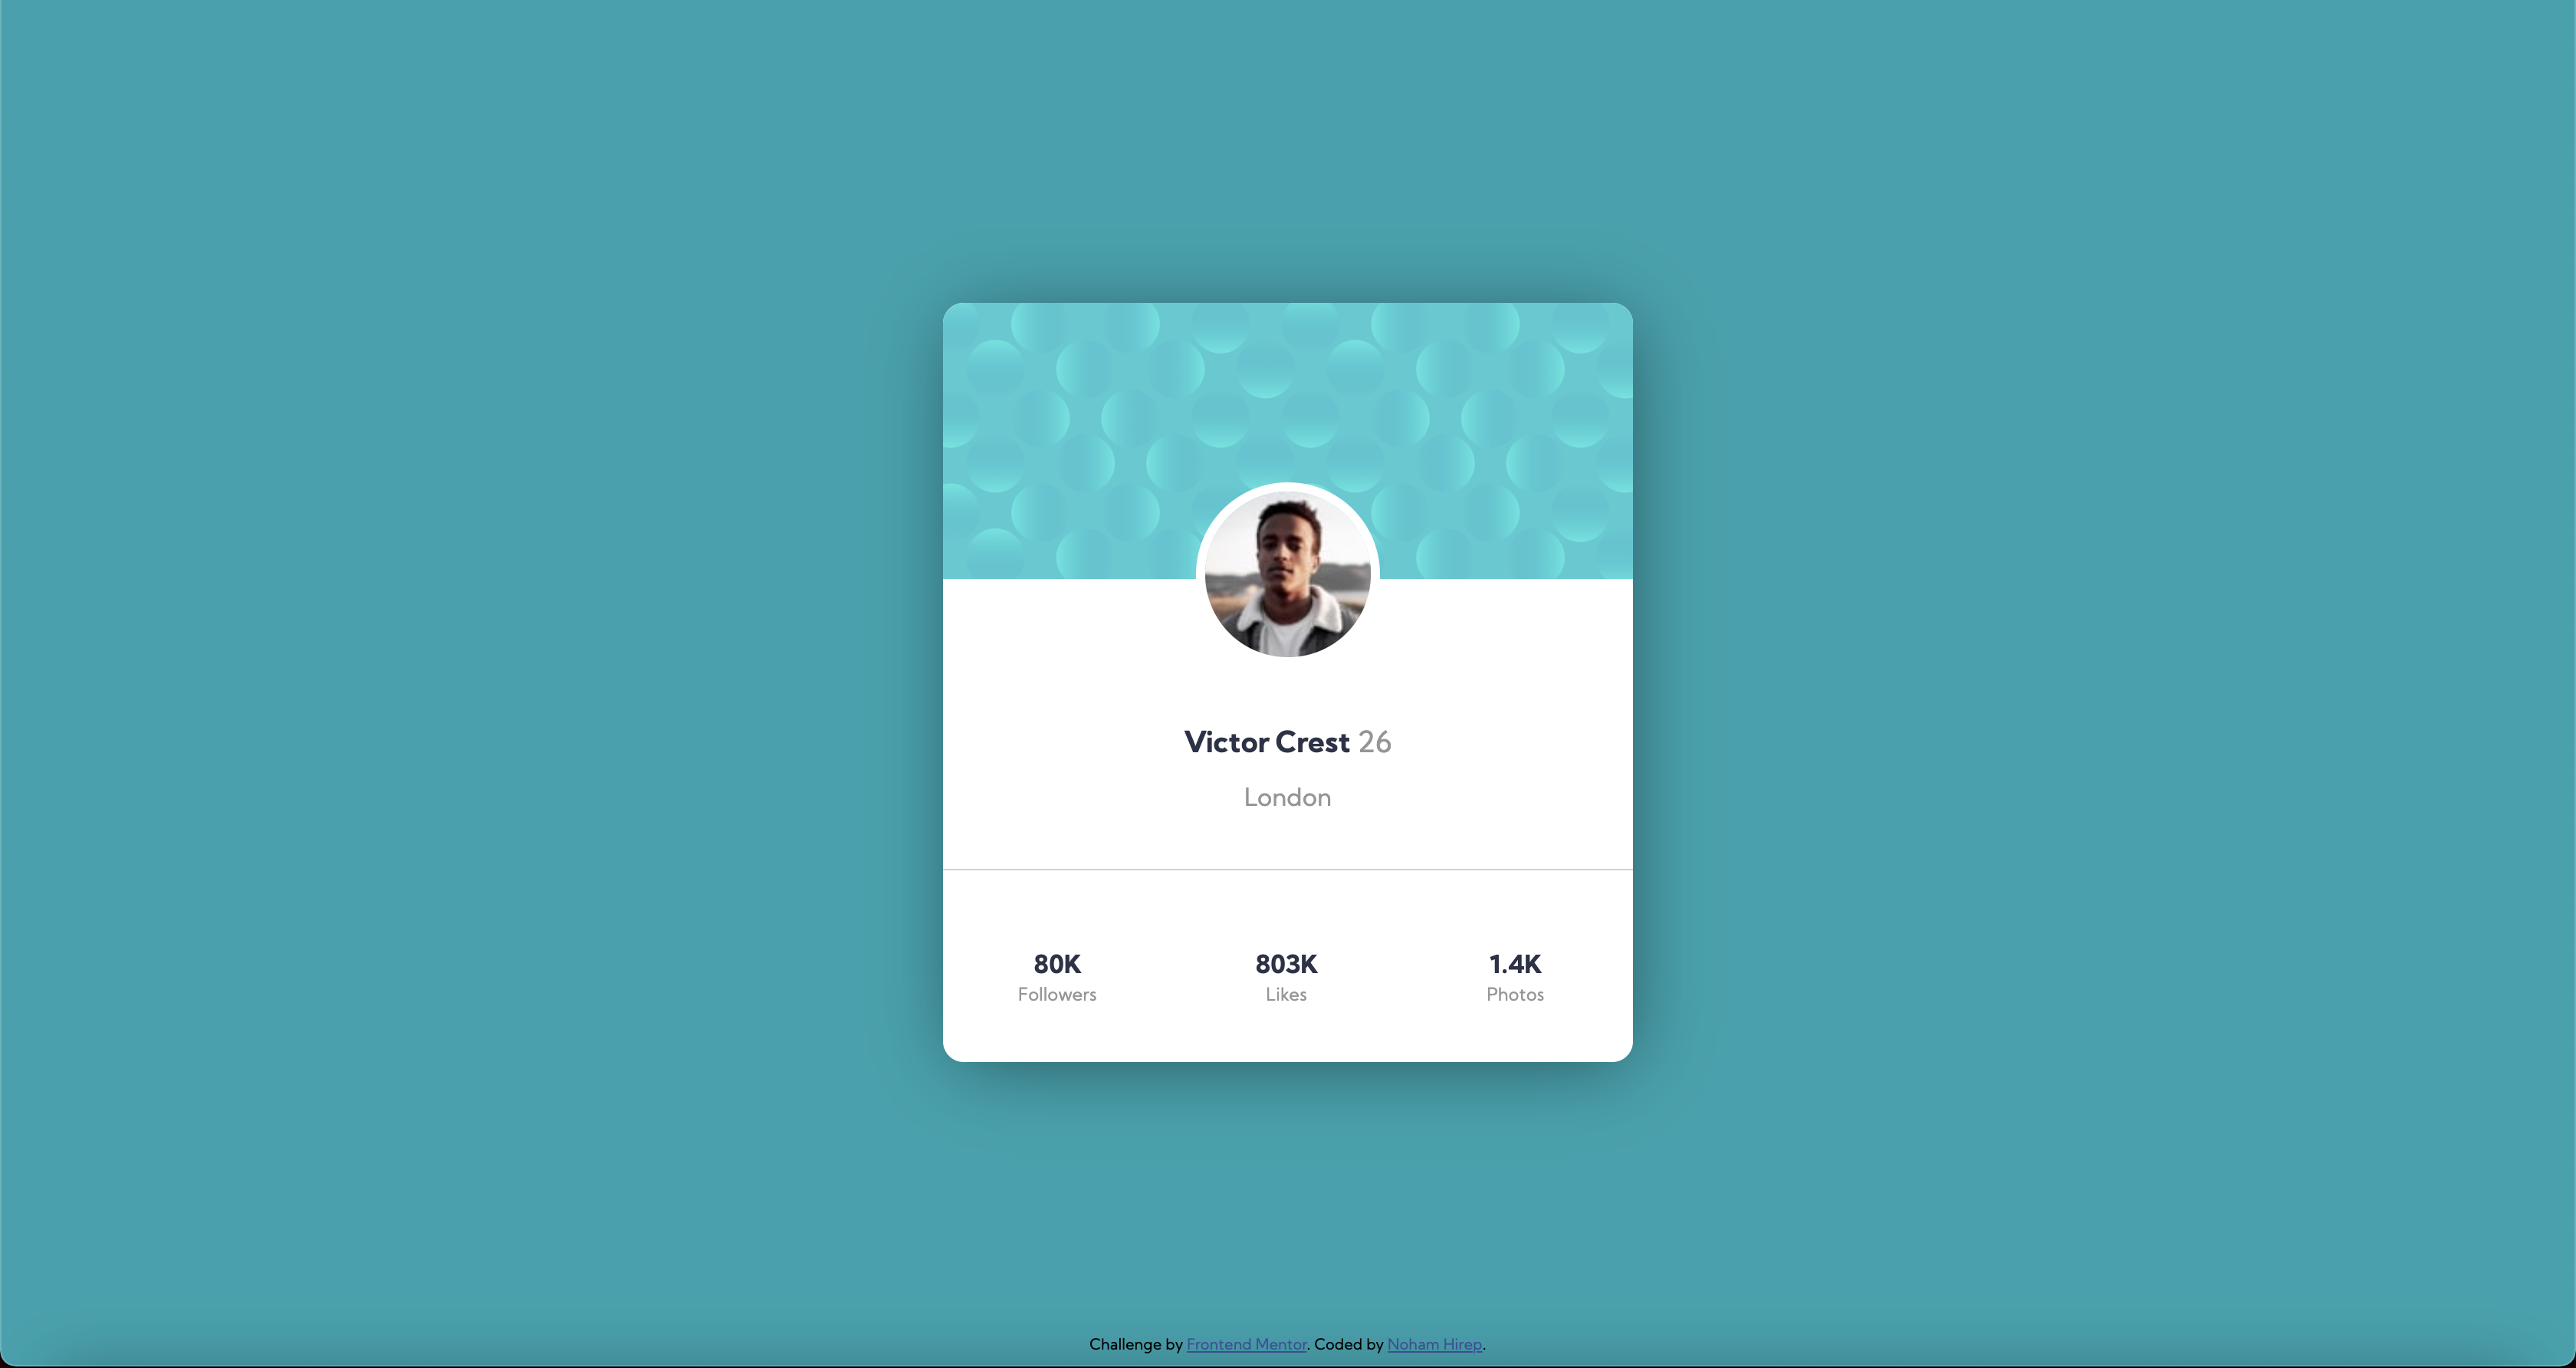 Victor Crest 26
London
80K 803K 1.4K
Followers Likes Photos
Challenge by Frontend Mentor. Coded by Noham Hirep.